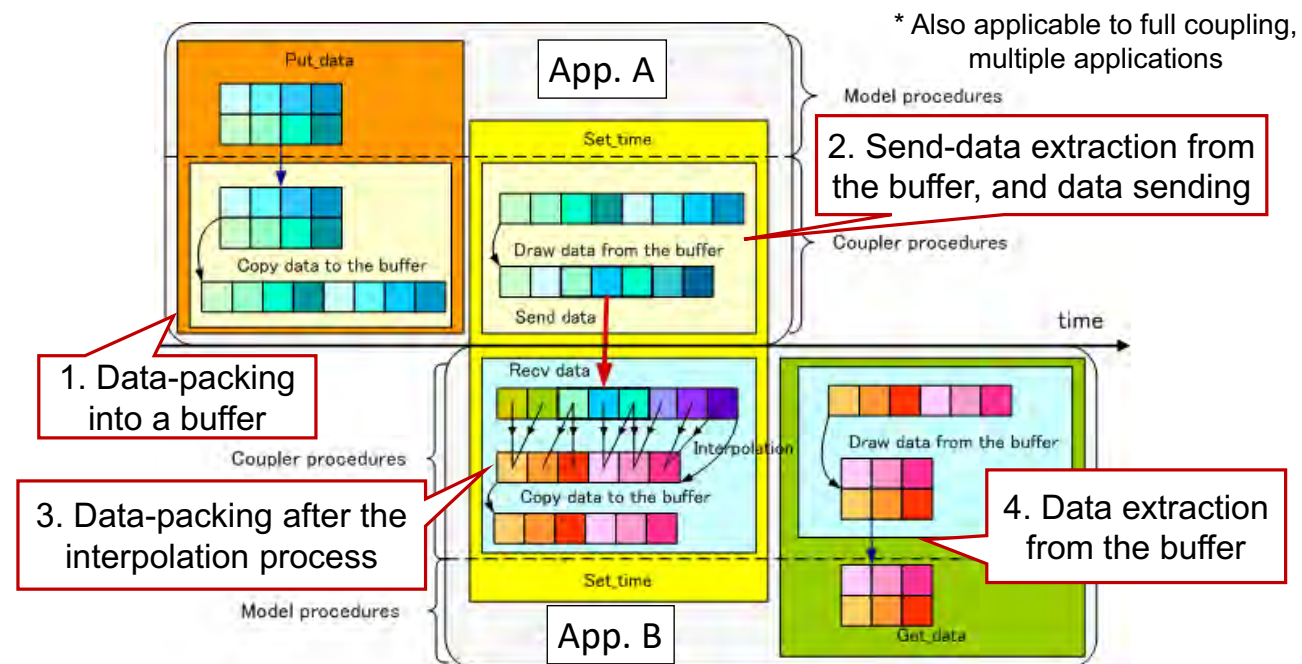 * Also applicable to full coupling,
multiple applications
Put_data
App. A
Model procedures
Set_time
2. Send-data extraction from
the buffer, and data sending
Draw data from the buffer
Coupler procedures
Copy data to the buffer
Send data
time
1. Data-packing
into a buffer
Recv data
Draw data from the buffer
Interpolation
Coupler procedures
Copy data to the buffer
3. Data-packing after the
interpolation process
4. Data extraction
from the buffer
Set_time
Model procedures
App. B
Get_data